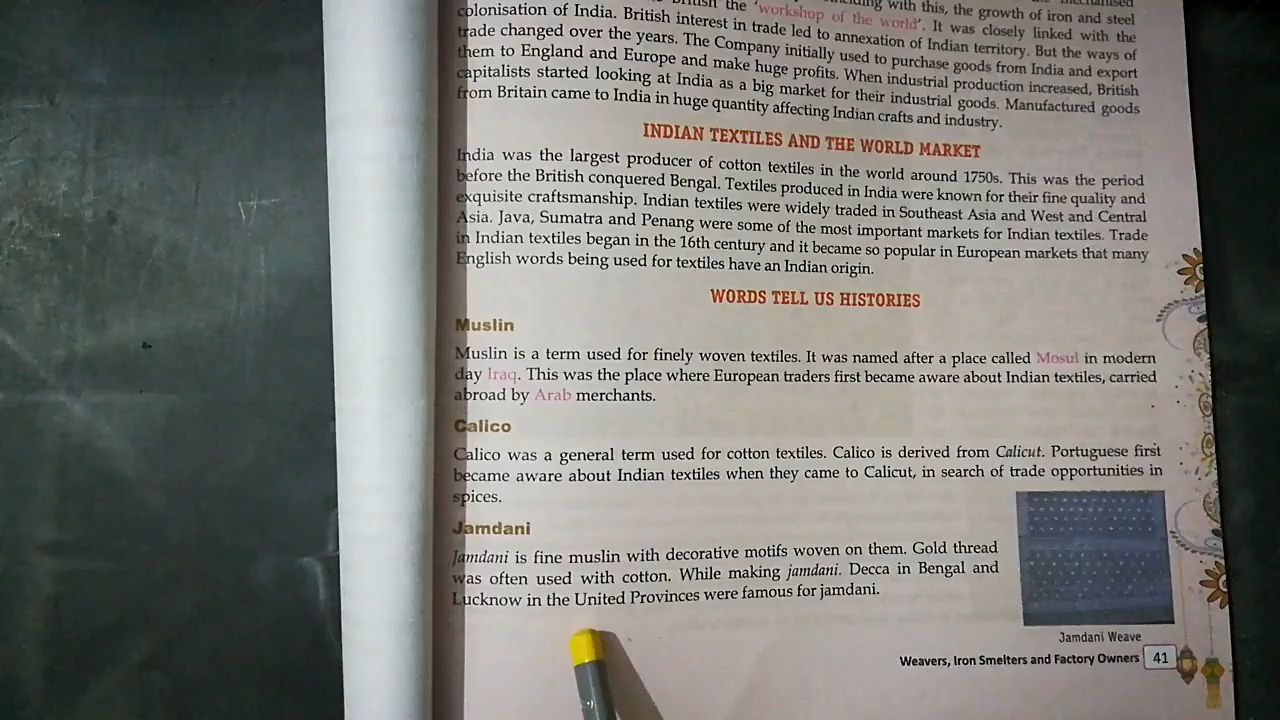 British the 'workshop of the world'. with this, the growth of iron and steel
colonisation of India. British interest in trade led to annexation of Indian territory. It was closely linked with the
trade changed over the years. The Company initially used to purchase goods from India and export But the ways of
them to England and Europe and make huge profits. When industrial production increased, British
capitalists started looking at India as a big market for their industrial goods. Manufactured goods
from Britain came to India in huge quantity affecting Indian crafts and industry.
INDIAN TEXTILES AND THE WORLD MARKET
India was the largest producer of cotton textiles in the world around 1750s. This was the period
before the British conquered Bengal. Textiles produced in India were known for their fine quality and
exquisite craftsmanship. Indian textiles were widely traded in Southeast Asia and West and Central
Asia. Java, Sumatra and Penang were some of the most important markets for Indian textiles. Trade
in Indian textiles began in the 16th century and it became so popular in European markets that many
English words being used for textiles have an Indian origin.
WORDS TELL US HISTORIES
Muslin
Muslin is a term used for finely woven textiles. It was named after a place called Mosul in modern
day Iraq. This was the place where European traders first became aware about Indian textiles, carried
abroad by Arab merchants.
Calico
Calico was a general term used for cotton textiles. Calico is derived from Calicut. Portuguese first
became aware about Indian textiles when they came to Calicut, in search of trade opportunities in
spices.
Jamdani
Jamdani is fine muslin with decorative motifs woven on them. Gold thread
was often used with cotton. While making jamdani. Decca in Bengal and
Lucknow in the United Provinces were famous for jamdani.
Jamdani Weave
Weavers, Iron Smelters and Factory Owners 41